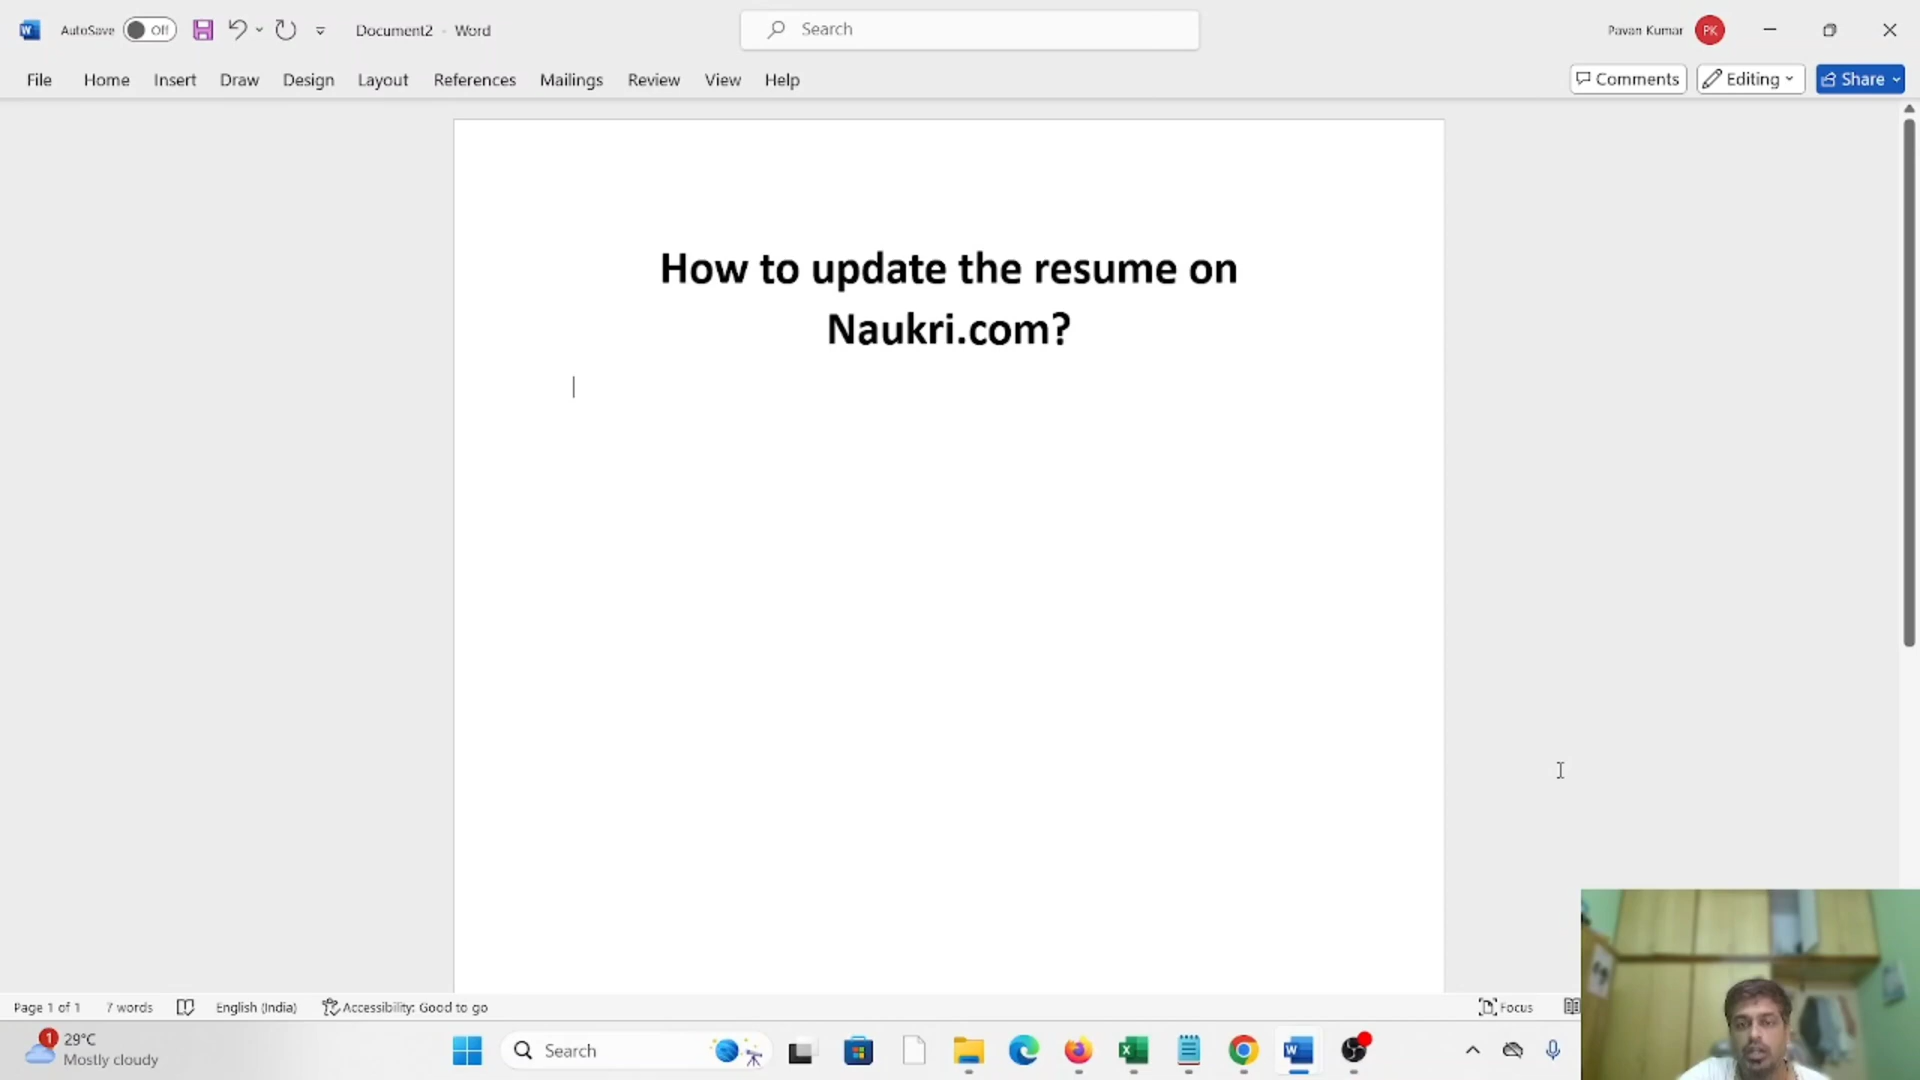 AutoSave Off Document2 - Word Search Pavan Kumar PK
File Home Insert Draw Design Layout References Mailings Review View Help Comments Editing Share
How to update the resume on
Naukri.com?
Page 1 of 1 7 words English (India) Accessibility: Good to go Focus
1 29°C
Mostly cloudy
Search